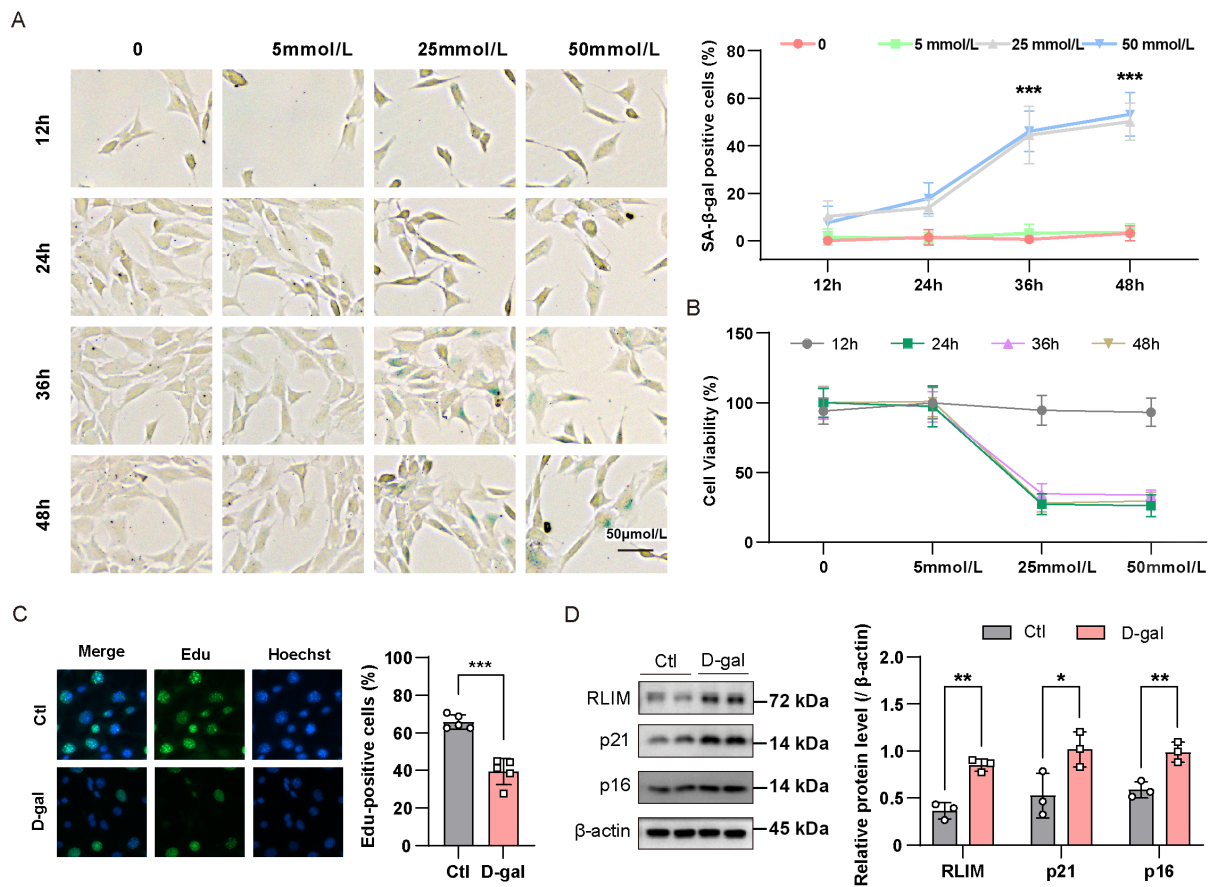 A
0 5mmol/L 25mmol/L 50mmol/L
12h
24h
36h
48h
50μmol/L
0 5 mmol/L 25 mmol/L 50 mmol/L
SA-β-gal positive cells (%)
80
60
40
20
0
*** ***
12h 24h 36h 48h
B
12h 24h 36h 48h
Cell Viability (%)
150
100
50
0
0 5mmol/L 25mmol/L 50mmol/L
C
Merge Edu Hoechst
Ctl
D-gal
Edu-positive cells (%)
100
80
60
40
20
0
***
Ctl D-gal
D
Ctl D-gal
RLIM 72 kDa
p21 14 kDa
p16 14 kDa
β-actin 45 kDa
Ctl D-gal
Relative protein level (/ β-actin)
2.0
1.5
1.0
0.5
0.0
** * **
RLIM p21 p16